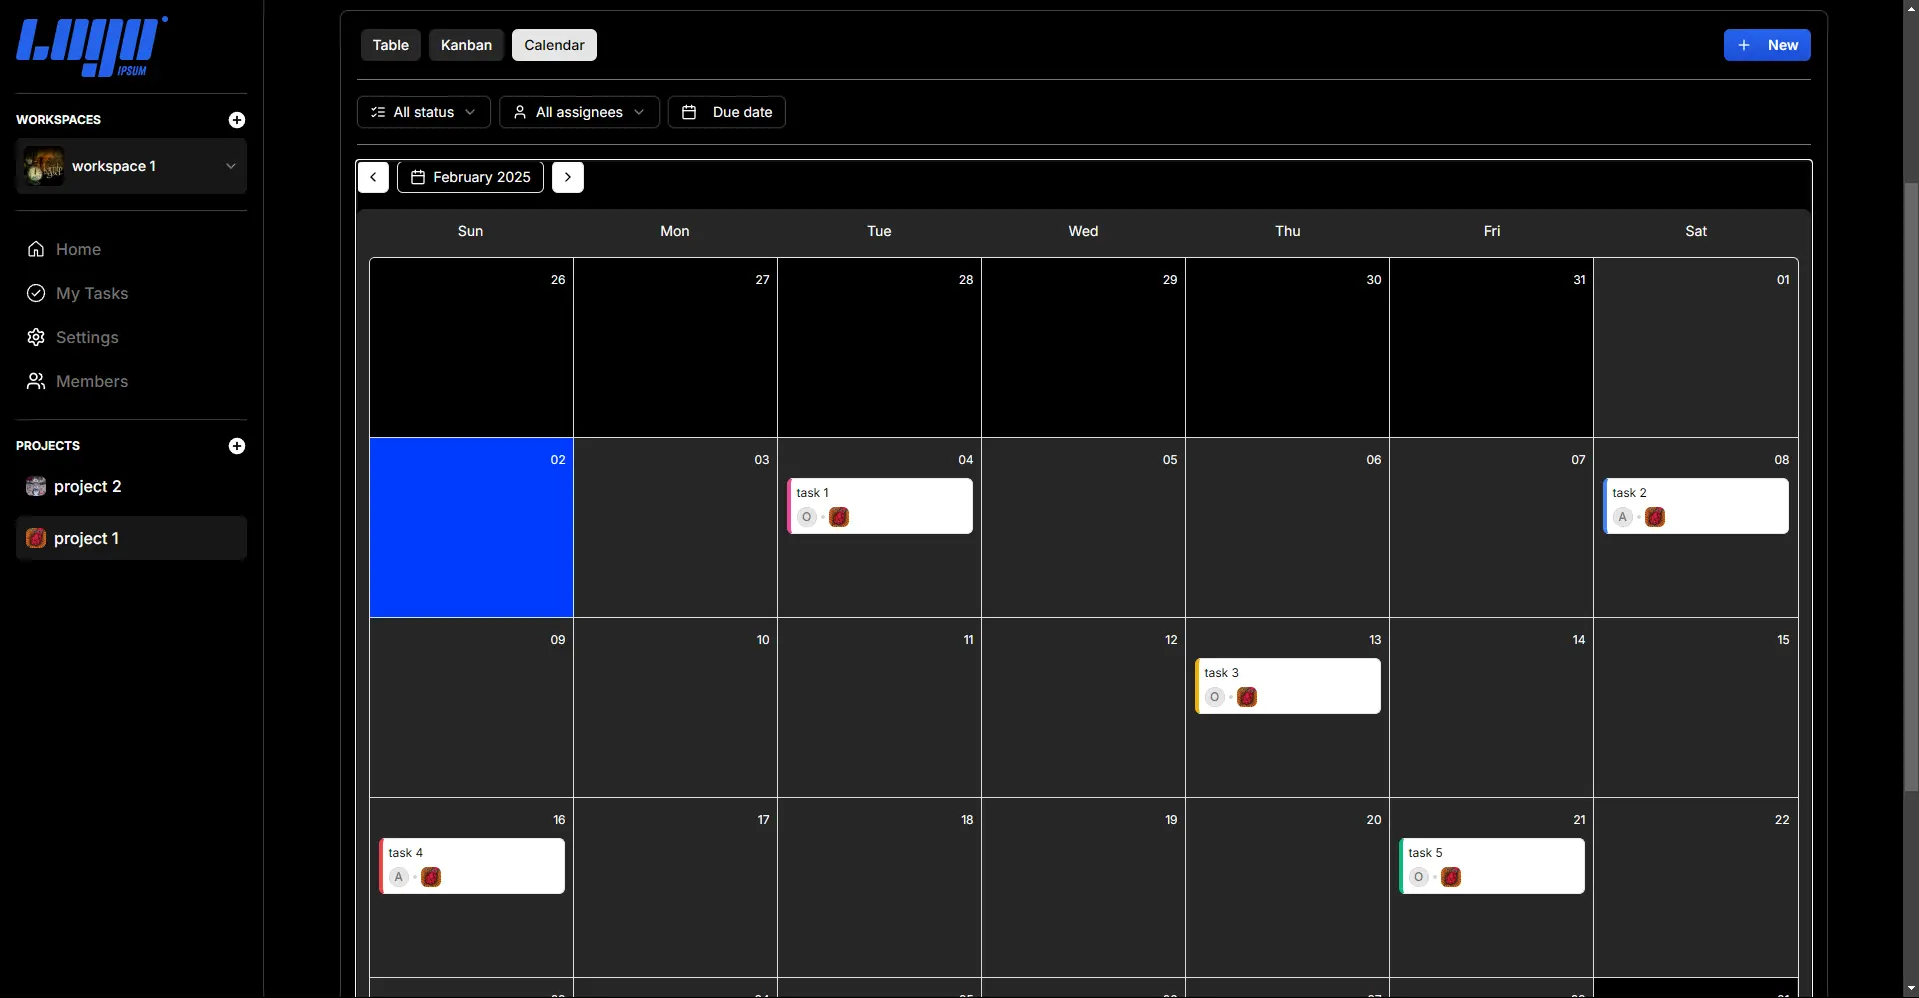 Logo
IPSUM
WORKSPACES
workspace 1
Home
My Tasks
Settings
Members
PROJECTS
project 2
project 1
Table Kanban Calendar
New
All status All assignees Due date
February 2025
Sun Mon Tue Wed Thu Fri Sat
26 27 28 29 30 31 01
02 03 04 05 06 07 08
task 1 task 2
O A
09 10 11 12 13 14 15
task 3
O
16 17 18 19 20 21 22
task 4 task 5
A O